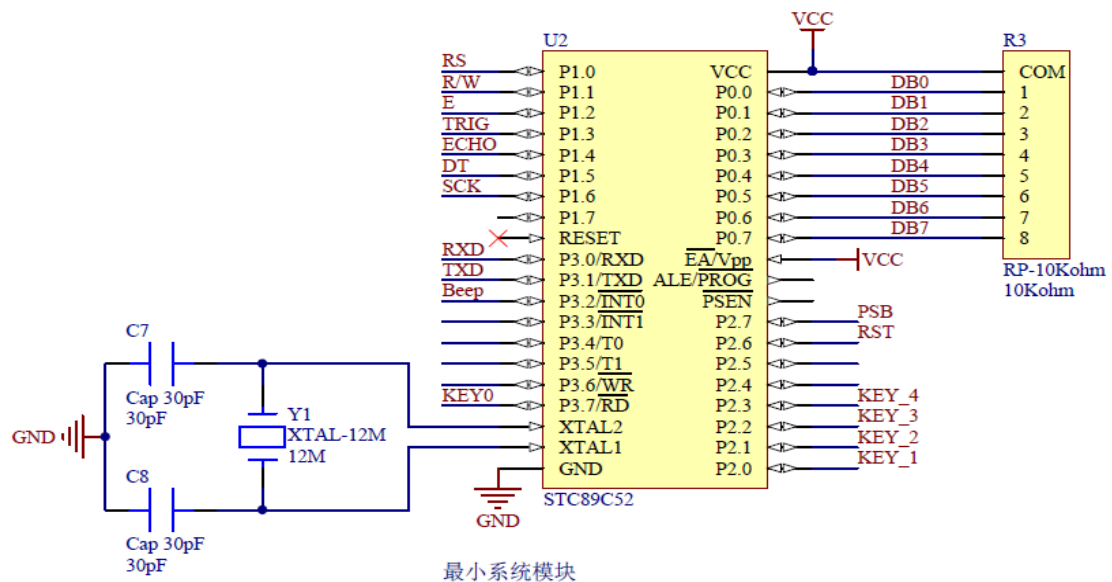 VCC
U2
R3
RS P1.0 VCC COM
R/W P1.1 P0.0 DB0 1
E P1.2 P0.1 DB1 2
TRIG P1.3 P0.2 DB2 3
ECHO P1.4 P0.3 DB3 4
DT P1.5 P0.4 DB4 5
SCK P1.6 P0.5 DB5 6
P1.7 P0.6 DB6 7
RESET P0.7 DB7 8
RXD P3.0/RXD EA/Vpp VCC
TXD P3.1/TXD ALE/PROG
Beep P3.2/INT0 PSEN
RP-10Kohm
10Kohm
P3.3/INT1 P2.7 PSB
P3.4/T0 P2.6 RST
P3.5/T1 P2.5
P3.6/WR P2.4
KEY0 P3.7/RD P2.3 KEY_4
XTAL2 P2.2 KEY_3
XTAL1 P2.1 KEY_2
GND P2.0 KEY_1
STC89C52
GND
C7
Cap 30pF
30pF
Y1
XTAL-12M
12M
GND
C8
Cap 30pF
30pF
最小系统模块